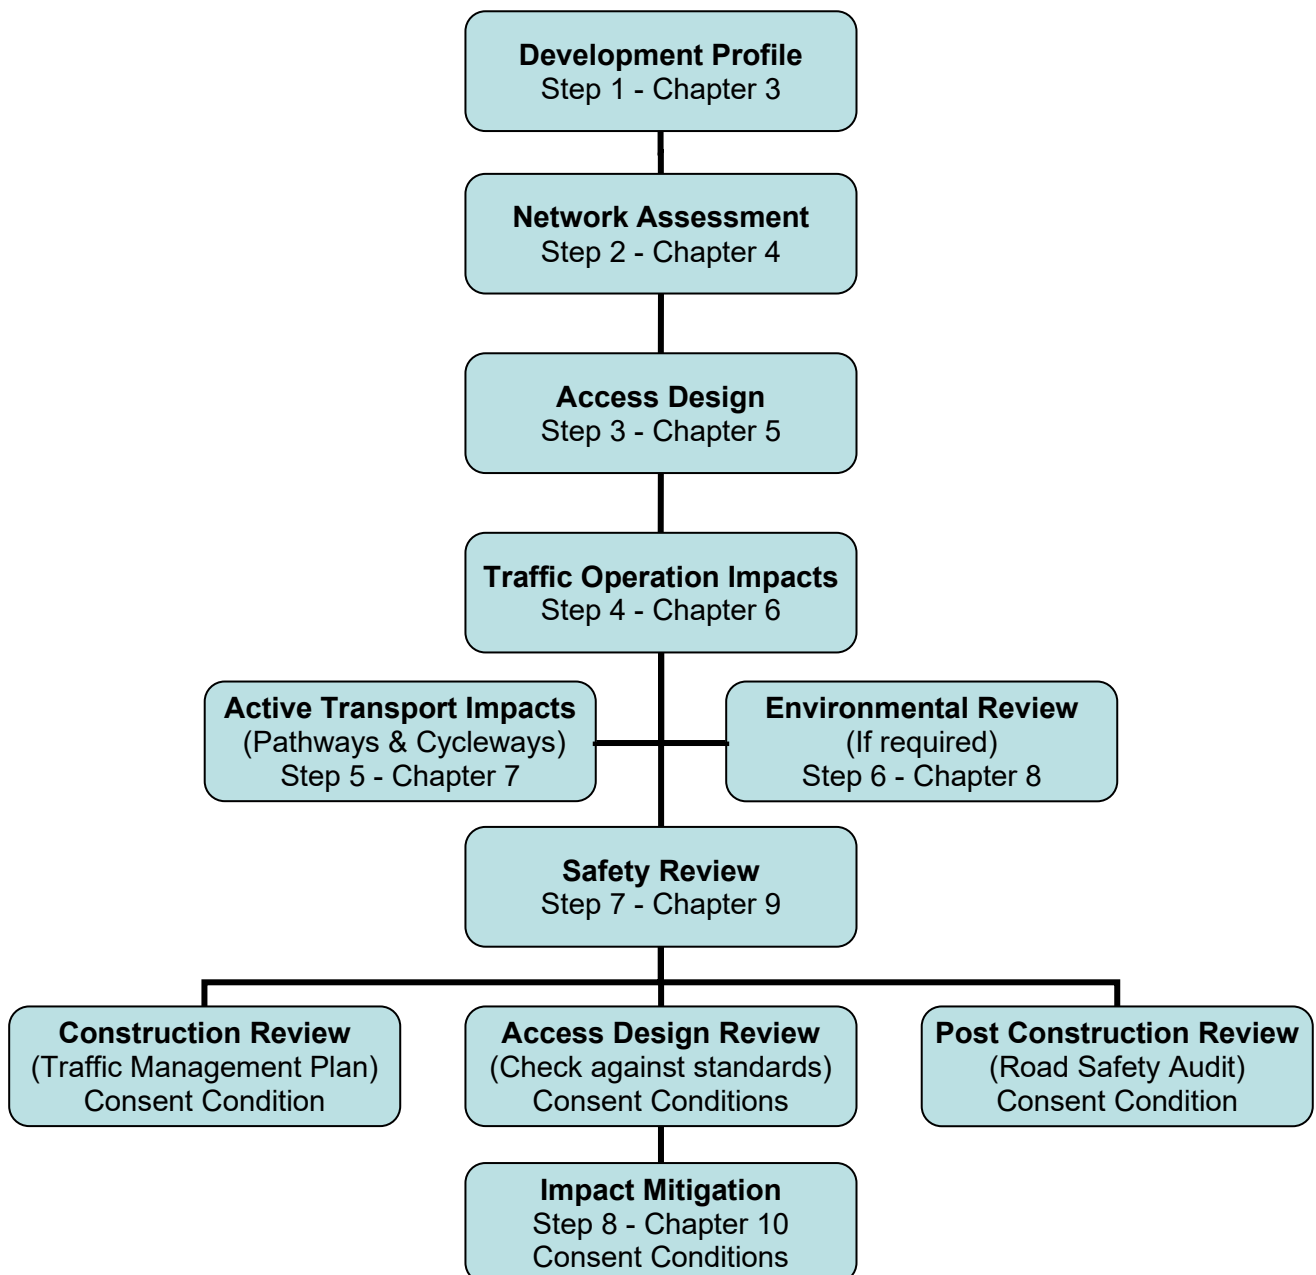 Development Profile
Step 1 - Chapter 3
Network Assessment
Step 2 - Chapter 4
Access Design
Step 3 - Chapter 5
Traffic Operation Impacts
Step 4 - Chapter 6
Active Transport Impacts
(Pathways & Cycleways)
Step 5 - Chapter 7
Environmental Review
(If required)
Step 6 - Chapter 8
Safety Review
Step 7 - Chapter 9
Construction Review
(Traffic Management Plan)
Consent Condition
Access Design Review
(Check against standards)
Consent Conditions
Post Construction Review
(Road Safety Audit)
Consent Condition
Impact Mitigation
Step 8 - Chapter 10
Consent Conditions